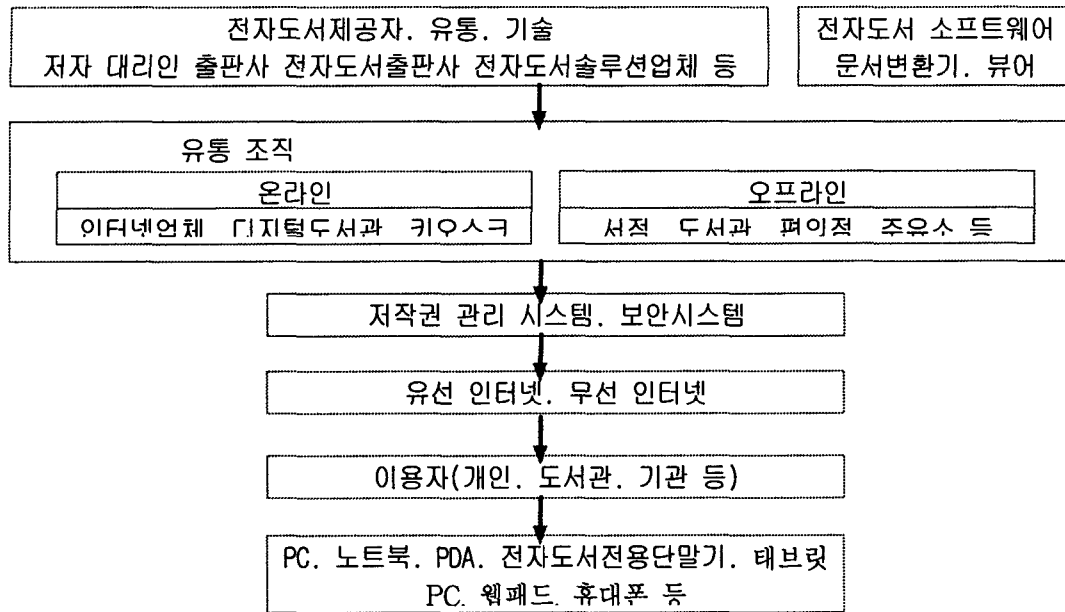 전자도서제공자. 유통. 기술
저자 대리인 출판사 전자도서출판사 전자도서솔루션업체 등
전자도서 소프트웨어
문서변환기. 뷰어
유통 조직
온라인
인터넷업체 디지털도서관 키오스크
오프라인
서점 도서관 편의점 주유소 등
저작권 관리 시스템. 보안시스템
유선 인터넷. 무선 인터넷
이용자(개인. 도서관. 기관 등)
PC. 노트북. PDA. 전자도서전용단말기. 태브릿
PC. 웹패드. 휴대폰 등